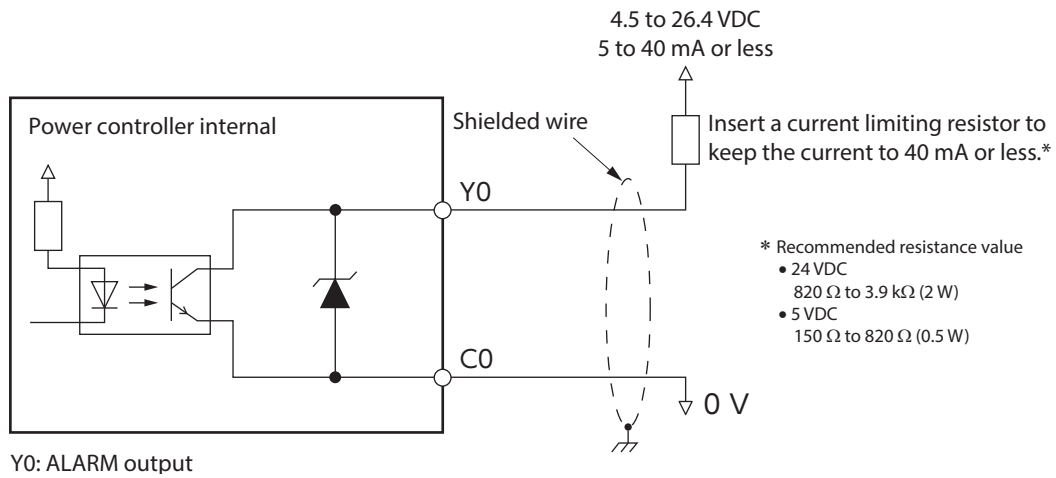 4.5 to 26.4 VDC
5 to 40 mA or less
Power controller internal
Shielded wire
Insert a current limiting resistor to
keep the current to 40 mA or less.*
Y0
* Recommended resistance value
• 24 VDC
820 Ω to 3.9 kΩ (2 W)
• 5 VDC
150 Ω to 820 Ω (0.5 W)
C0
0 V
Y0: ALARM output